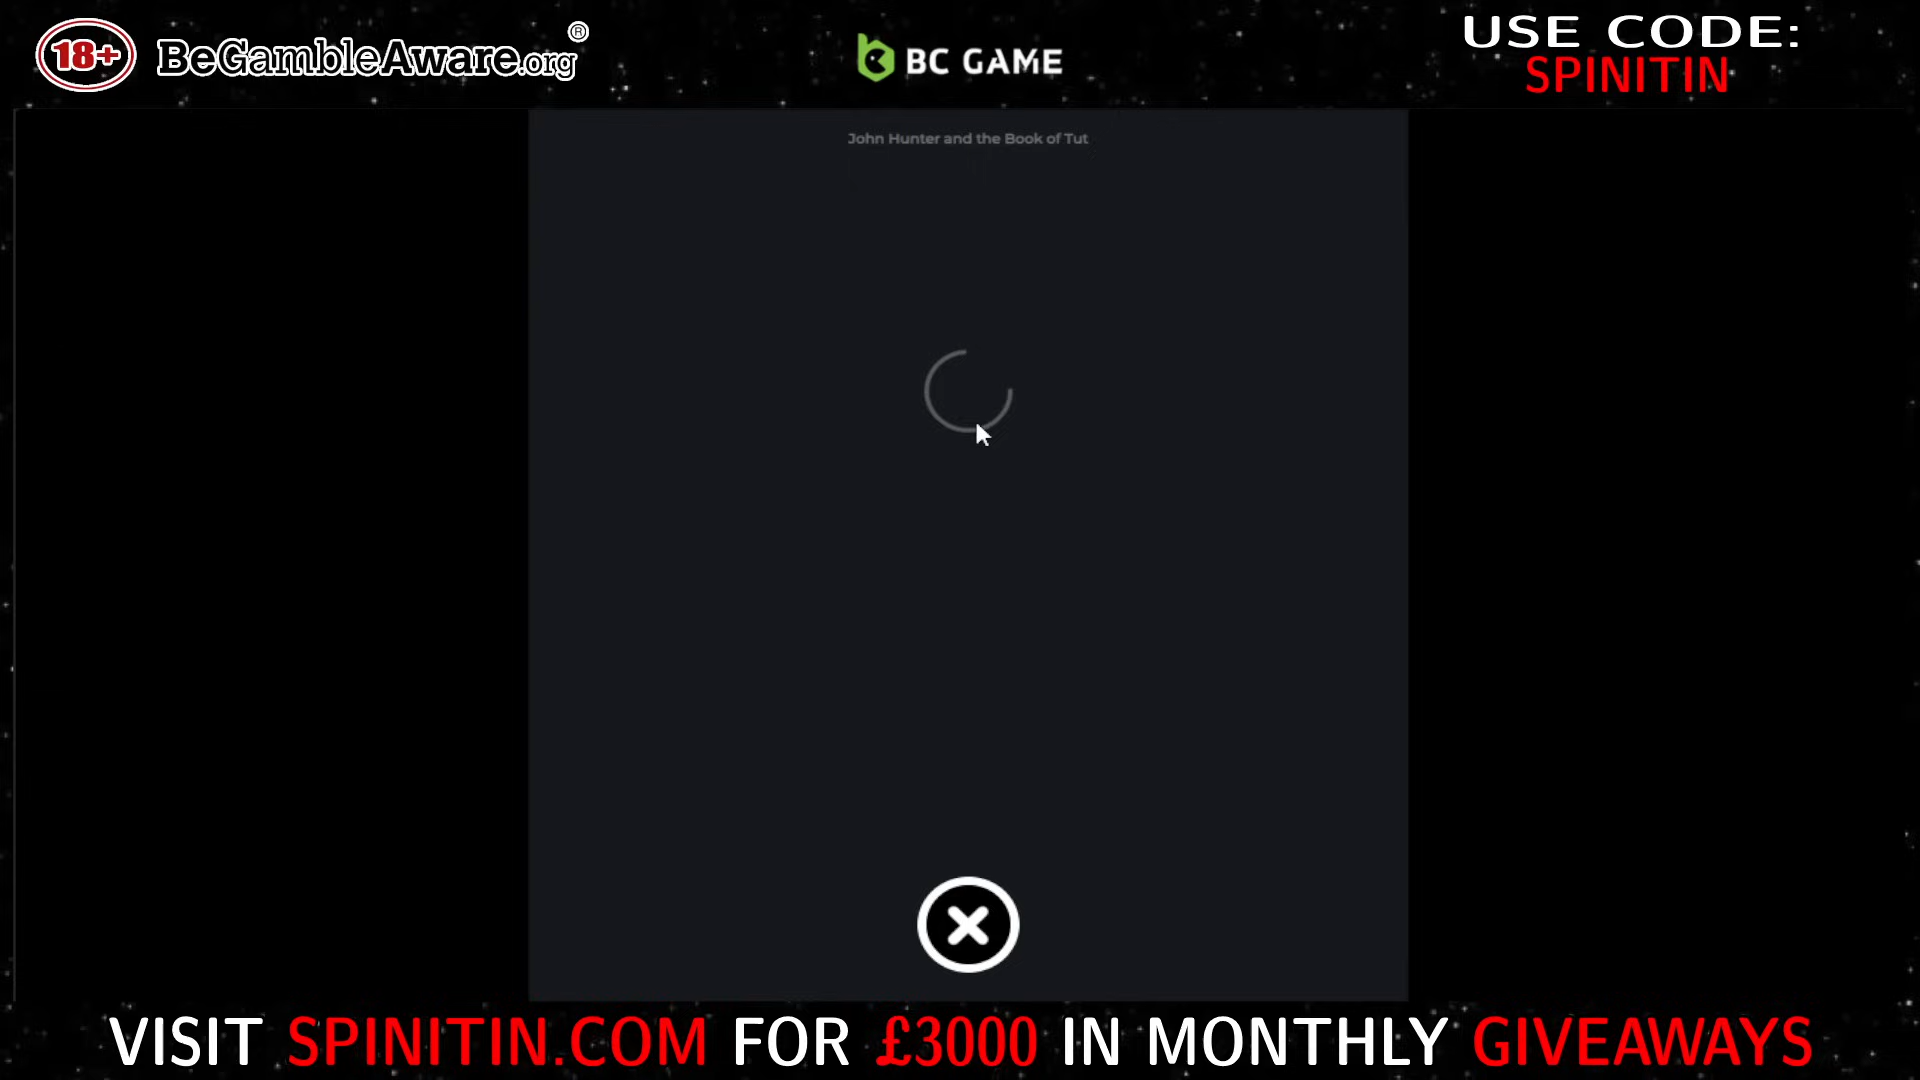 18+ BeGambleAware.org®
BC GAME
USE CODE:
SPINITIN
John Hunter and the Book of Tut
VISIT SPINITIN.COM FOR £3000 IN MONTHLY GIVEAWAYS